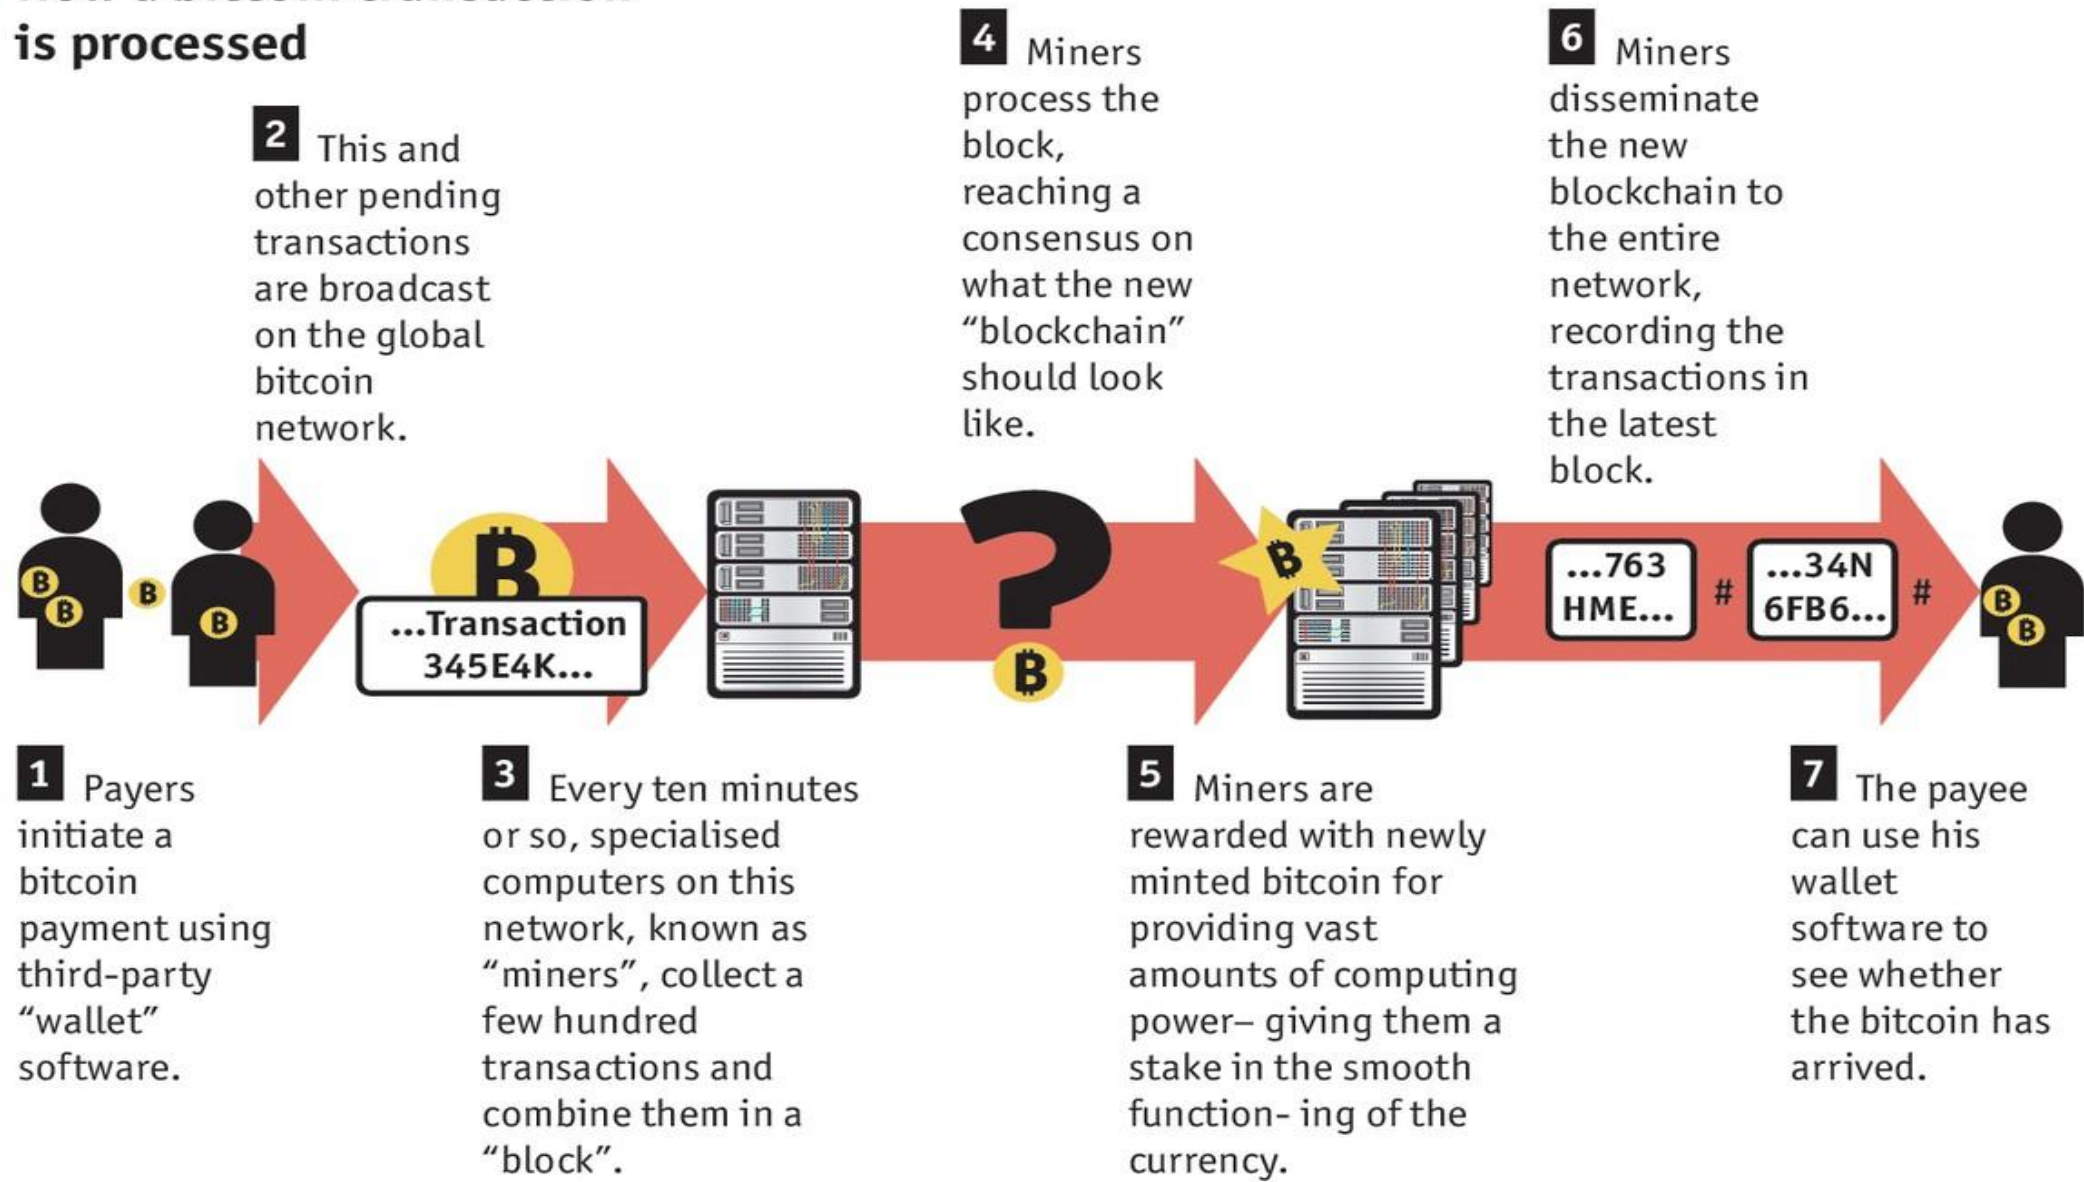 is processed
1 Payers
initiate a
bitcoin
payment using
third-party
“wallet”
software.
2 This and
other pending
transactions
are broadcast
on the global
bitcoin
network.
3 Every ten minutes
or so, specialised
computers on this
network, known as
“miners”, collect a
few hundred
transactions and
combine them in a
“block”.
4 Miners
process the
block,
reaching a
consensus on
what the new
“blockchain”
should look
like.
5 Miners are
rewarded with newly
minted bitcoin for
providing vast
amounts of computing
power– giving them a
stake in the smooth
function- ing of the
currency.
6 Miners
disseminate
the new
blockchain to
the entire
network,
recording the
transactions in
the latest
block.
7 The payee
can use his
wallet
software to
see whether
the bitcoin has
arrived.
...Transaction
345E4K...
?
...763
HME...
#
...34N
6FB6...
#